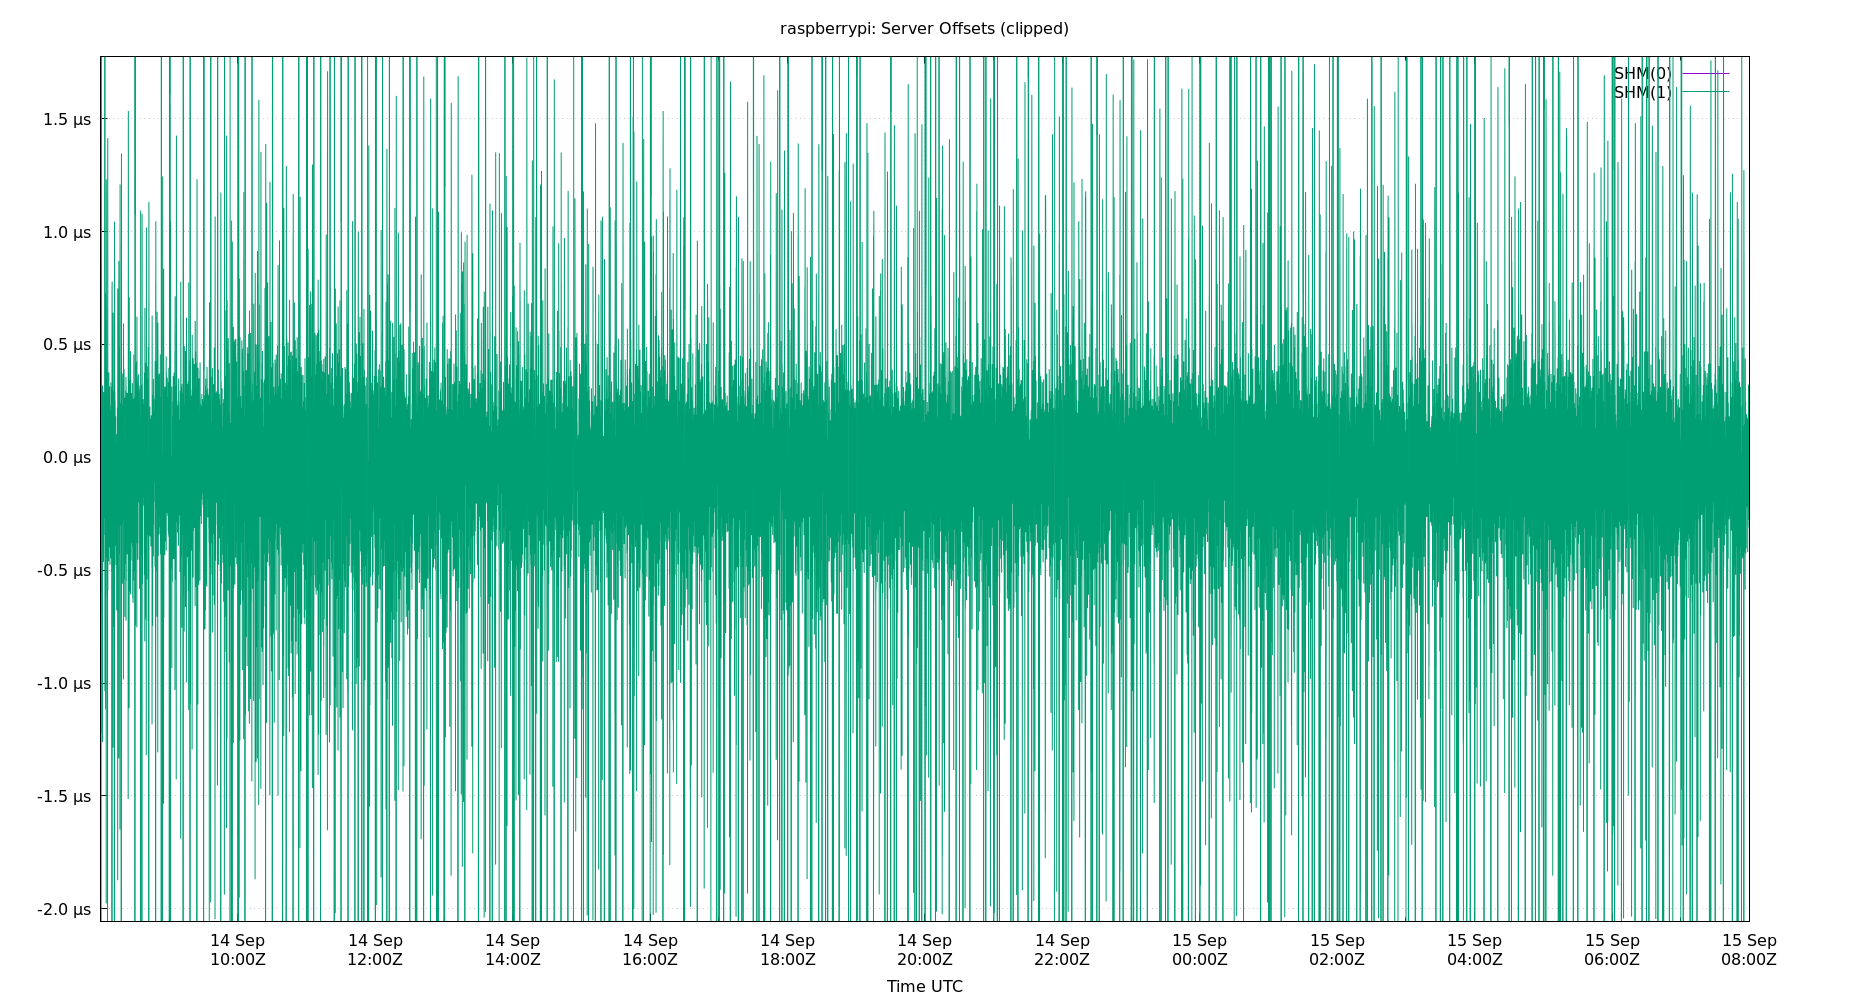 raspberrypi: Server Offsets (clipped)
SHM(0)
SHM(1)
1.5 µs
1.0 µs
0.5 µs
0.0 µs
-0.5 µs
-1.0 µs
-1.5 µs
-2.0 µs
14 Sep 14 Sep 14 Sep 14 Sep 14 Sep 14 Sep 14 Sep 15 Sep 15 Sep 15 Sep 15 Sep 15 Sep
10:00Z 12:00Z 14:00Z 16:00Z 18:00Z 20:00Z 22:00Z 00:00Z 02:00Z 04:00Z 06:00Z 08:00Z
Time UTC